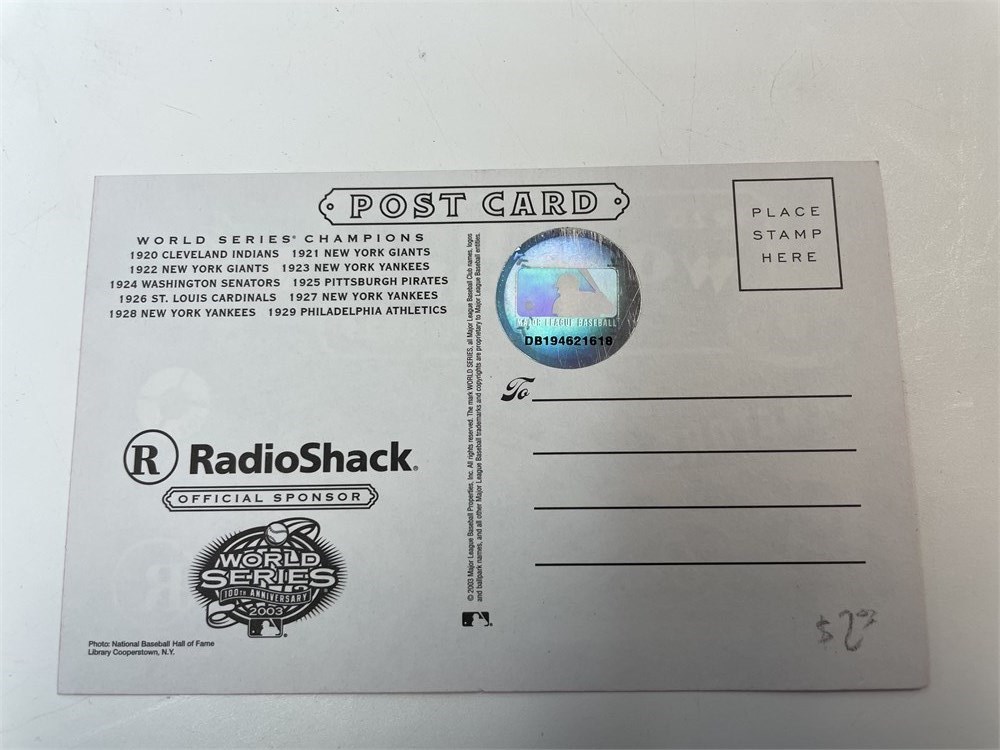 POST CARD
WORLD SERIES® CHAMPIONS
1920 CLEVELAND INDIANS 1921 NEW YORK GIANTS
1922 NEW YORK GIANTS 1923 NEW YORK YANKEES
1924 WASHINGTON SENATORS 1925 PITTSBURGH PIRATES
1926 ST. LOUIS CARDINALS 1927 NEW YORK YANKEES
1928 NEW YORK YANKEES 1929 PHILADELPHIA ATHLETICS
R RadioShack®
OFFICIAL SPONSOR
WORLD
SERIES
100TH ANNIVERSARY
2003
Photo: National Baseball Hall of Fame
Library Cooperstown, N.Y.
© 2003 Major League Baseball Properties, Inc. All rights reserved. The mark WORLD SERIES, all Major League Baseball Club names, logos
and ballpark names, and all other Major League Baseball trademarks and copyrights are proprietary to Major League Baseball entities.
MAJOR LEAGUE BASEBALL
DB194621618
PLACE
STAMP
HERE
To